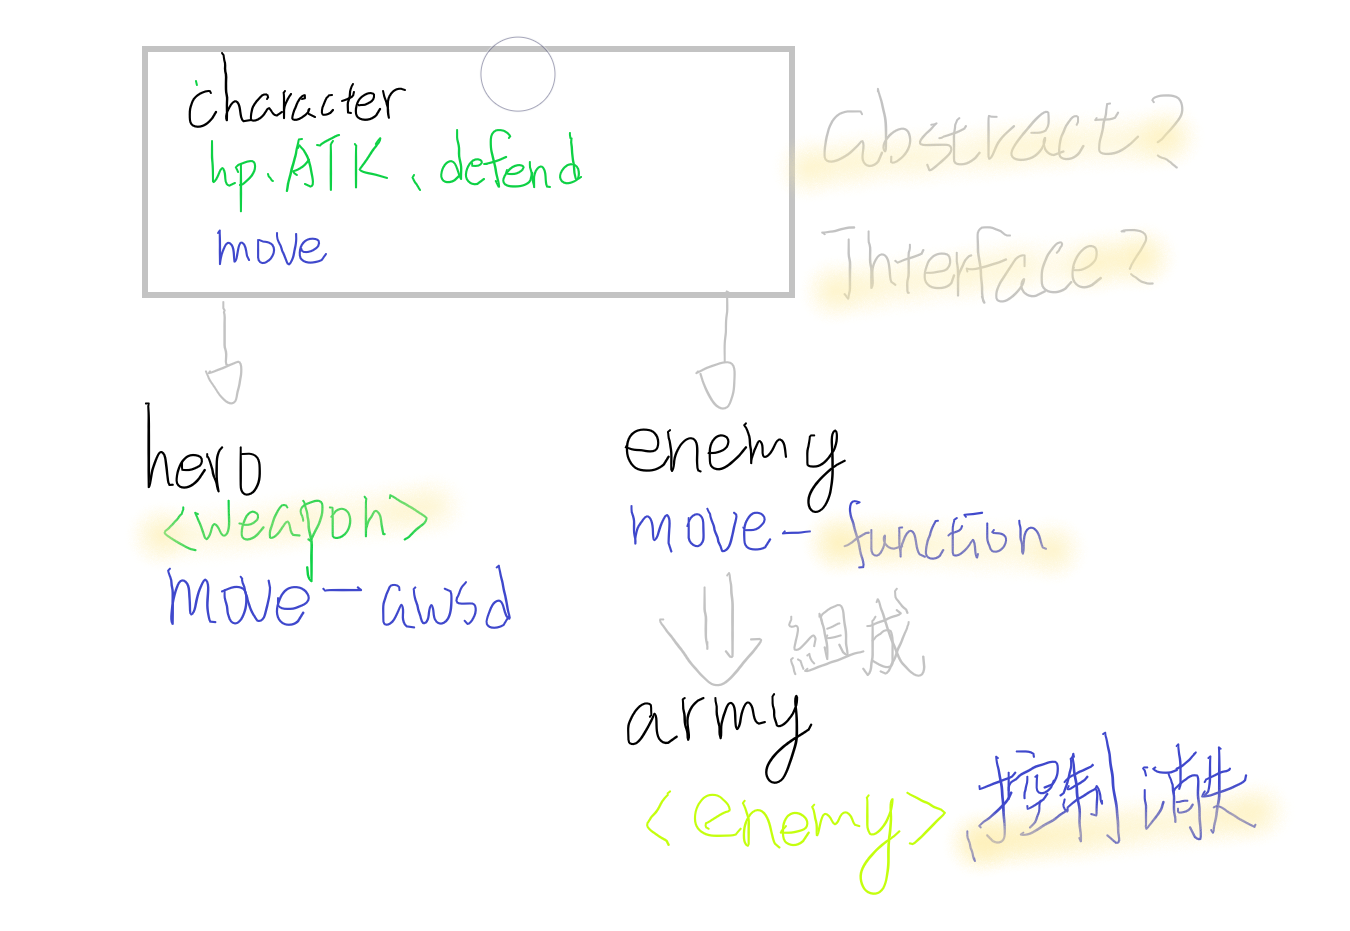 character
hp、ATK、defend
move
abstract?
Interface?
hero
<weapon>
move-awsd
enemy
move-function
組成
army
<enemy>
控制消失